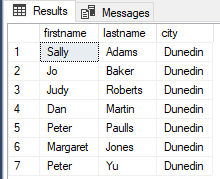 Results Messages
firstname lastname city
1 Sally Adams Dunedin
2 Jo Baker Dunedin
3 Judy Roberts Dunedin
4 Dan Martin Dunedin
5 Peter Paulls Dunedin
6 Margaret Jones Dunedin
7 Peter Yu Dunedin